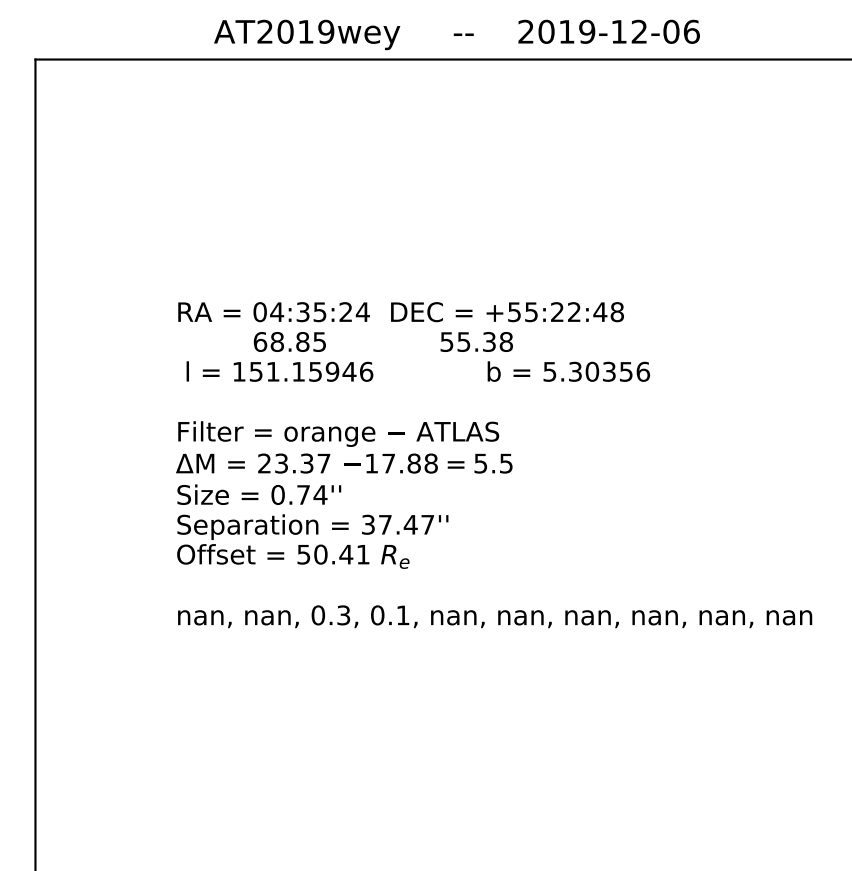 AT2019wey -- 2019-12-06
RA = 04:35:24 DEC = +55:22:48
68.85 55.38
l = 151.15946 b = 5.30356
Filter = orange − ATLAS
ΔM = 23.37 −17.88 = 5.5
Size = 0.74''
Separation = 37.47''
Offset = 50.41 Rₑ
nan, nan, 0.3, 0.1, nan, nan, nan, nan, nan, nan